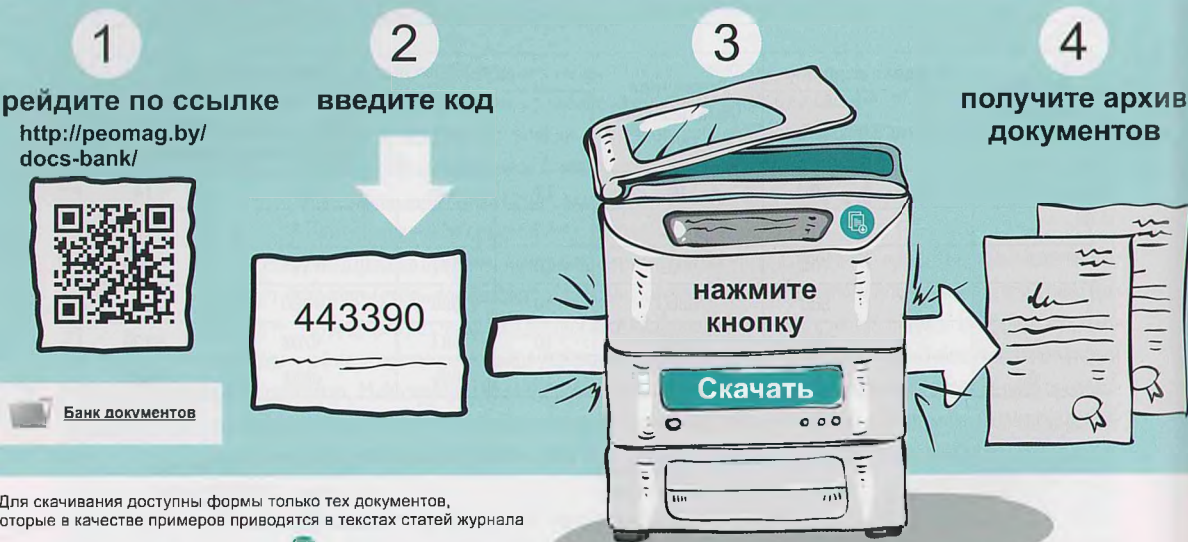 1
рейдите по ссылке
http://peomag.by/
docs-bank/
Банк документов
2
введите код
443390
3
нажмите
кнопку
Скачать
4
получите архив
документов
Для скачивания доступны формы только тех документов,
оторые в качестве примеров приводятся в текстах статей журнала